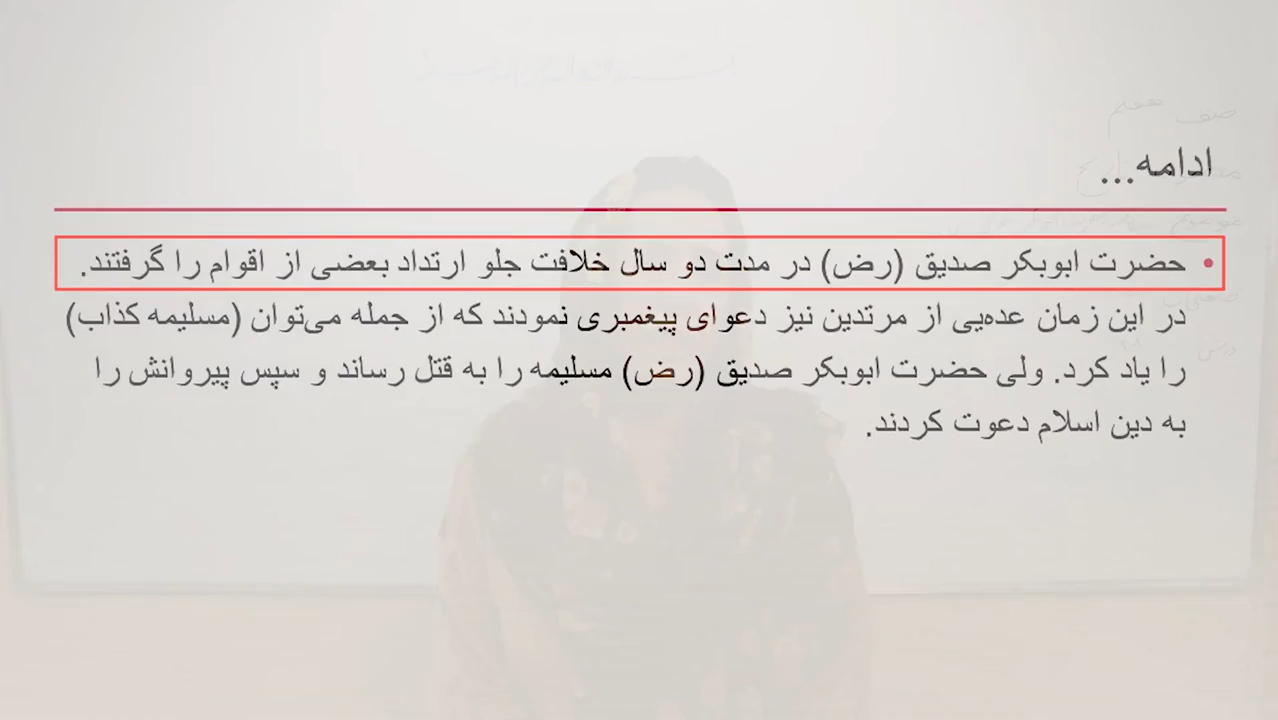 ادامه...
• حضرت ابوبکر صدیق (رض) در مدت دو سال خلافت جلو ارتداد بعضی از اقوام را گرفتند.
در این زمان عده‌یی از مرتدین نیز دعوای پیغمبری نمودند که از جمله می‌توان (مسلیمه کذاب)
را یاد کرد. ولی حضرت ابوبکر صدیق (رض) مسلیمه را به قتل رساند و سپس پیروانش را
به دین اسلام دعوت کردند.
صنف هفتم